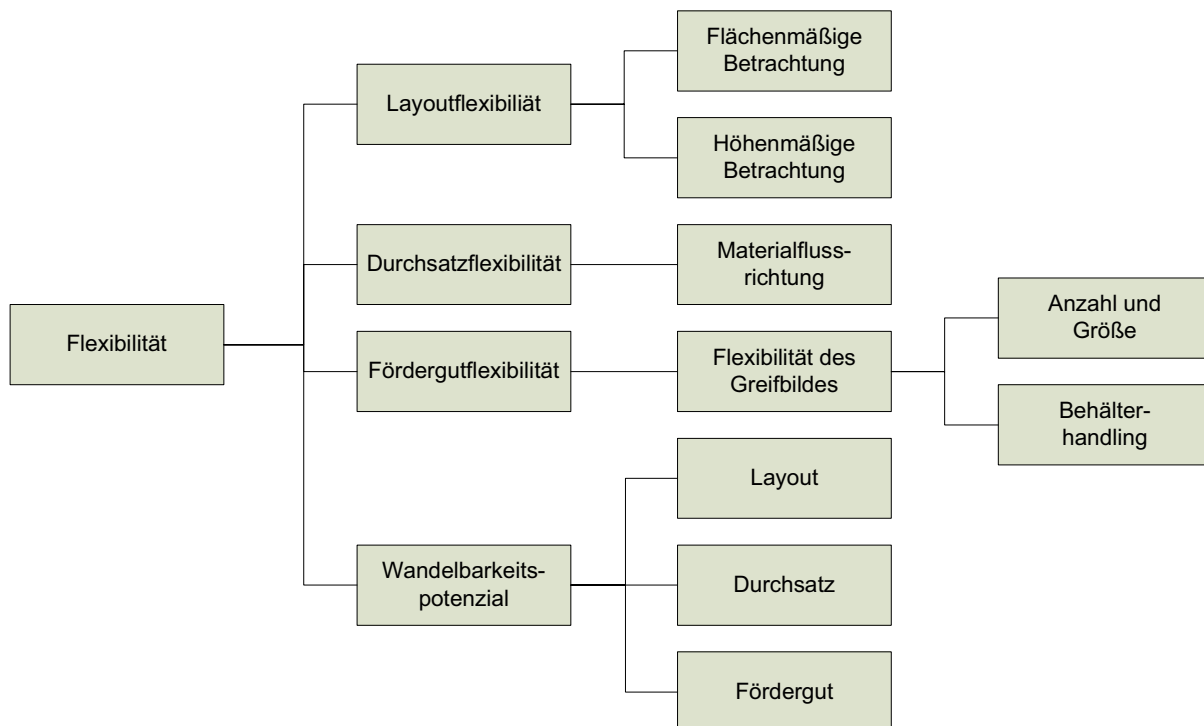 Flexibilität
Layoutflexibiliät
Flächenmäßige
Betrachtung
Höhenmäßige
Betrachtung
Durchsatzflexibilität
Materialfluss-
richtung
Fördergutflexibilität
Flexibilität des
Greifbildes
Anzahl und
Größe
Behälter-
handling
Wandelbarkeits-
potenzial
Layout
Durchsatz
Fördergut